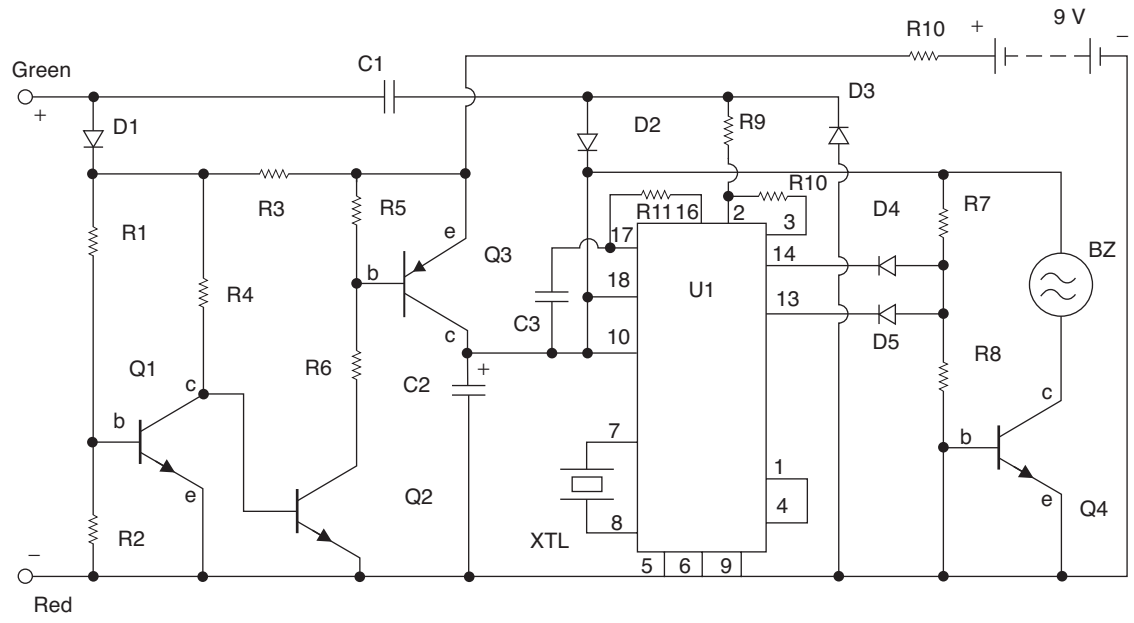 9 V
R10 + −
Green C1
D3
+ D1 D2 R9
R10
R3 R5 R11 16 2 3 D4 R7
R1 e 17 14
Q3 BZ
b 18 U1
R4 13
C3 D5
c 10
R6 R8
Q1 C2 +
c c
b 7 b
1
e Q2 4 e Q4
R2 XTL 8
− 5 6 9
Red